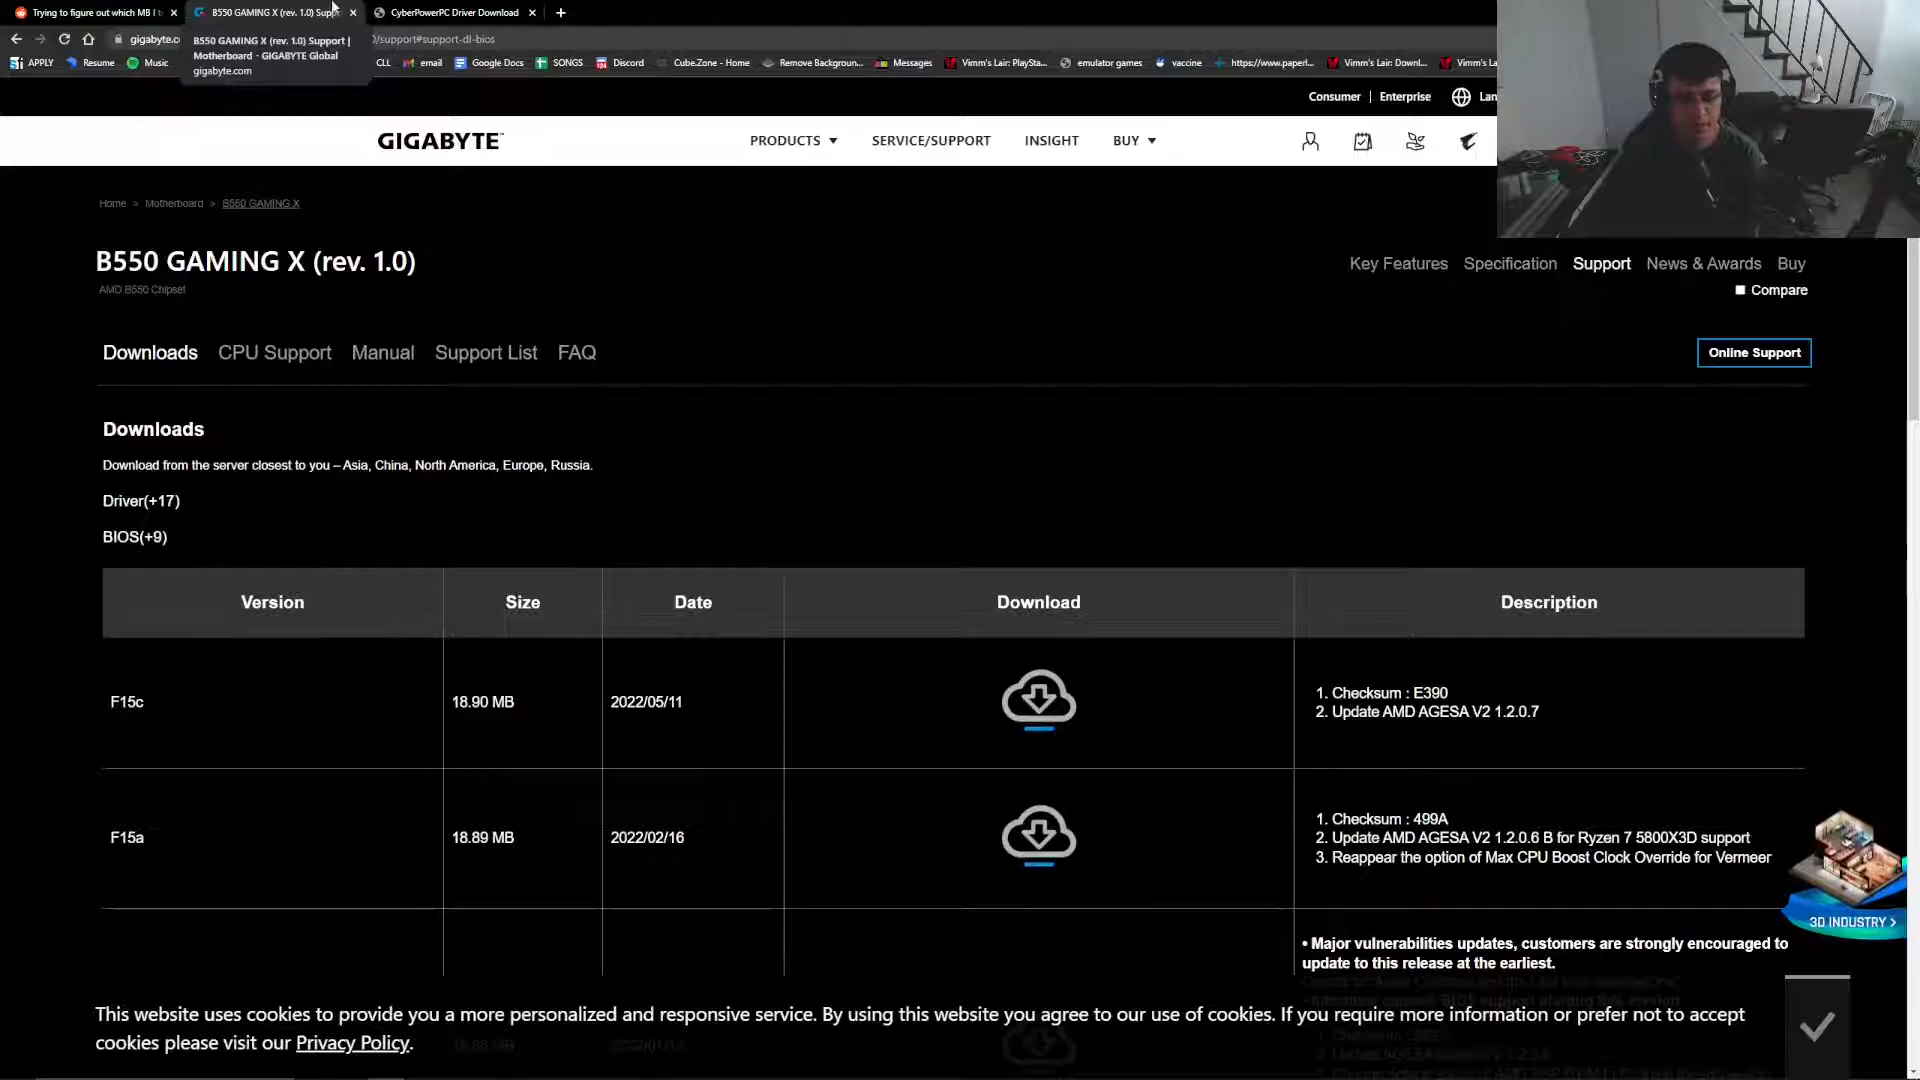 Trying to figure out which MB I t
B550 GAMING X (rev. 1.0) Supp
CyberPowerPC Driver Download
gigabyte.c
/support#support-dl-bios
B550 GAMING X (rev. 1.0) Support |
Motherboard - GIGABYTE Global
gigabyte.com
APPLY
Resume
Music
CLL
email
Google Docs
SONGS
Discord
Cube.Zone - Home
Remove Backgroun...
Messages
Vimm's Lair: PlaySta...
emulator games
vaccine
https://www.paperl...
Vimm's Lair: Downl...
Vimm's La
Consumer | Enterprise
Lan
GIGABYTE
PRODUCTS
SERVICE/SUPPORT
INSIGHT
BUY
Home > Motherboard > B550 GAMING X
B550 GAMING X (rev. 1.0)
AMD B550 Chipset
Key Features
Specification
Support
News & Awards
Buy
Compare
Downloads
CPU Support
Manual
Support List
FAQ
Online Support
Downloads
Download from the server closest to you – Asia, China, North America, Europe, Russia.
Driver(+17)
BIOS(+9)
Version
Size
Date
Download
Description
F15c
18.90 MB
2022/05/11
1. Checksum : E390
2. Update AMD AGESA V2 1.2.0.7
F15a
18.89 MB
2022/02/16
1. Checksum : 499A
2. Update AMD AGESA V2 1.2.0.6 B for Ryzen 7 5800X3D support
3. Reappear the option of Max CPU Boost Clock Override for Vermeer
3D INDUSTRY >
• Major vulnerabilities updates, customers are strongly encouraged to
update to this release at the earliest.
This website uses cookies to provide you a more personalized and responsive service. By using this website you agree to our use of cookies. If you require more information or prefer not to accept
cookies please visit our Privacy Policy.